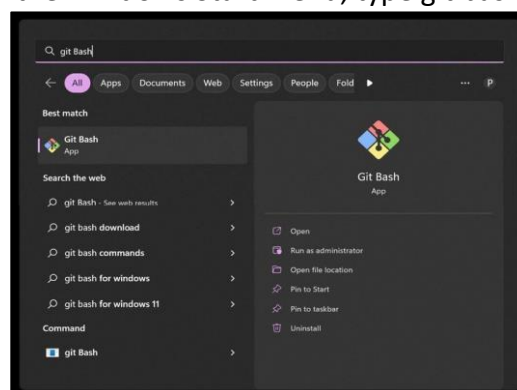 git Bash
All Apps Documents Web Settings People Fold ... P
Best match
Git Bash
App
Search the web
git Bash - See web results
git bash download
git bash commands
git bash for windows
git bash for windows 11
Command
git Bash
Git Bash
App
Open
Run as administrator
Open file location
Pin to Start
Pin to taskbar
Uninstall